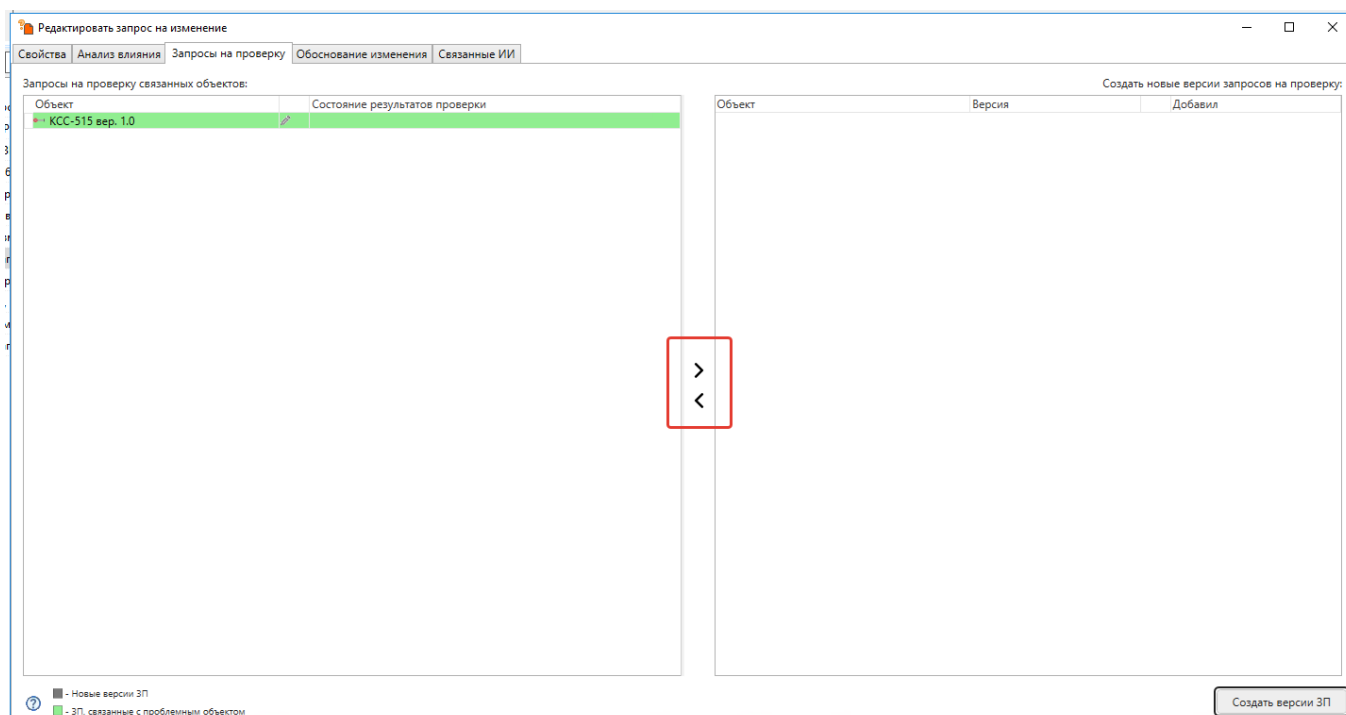 Редактировать запрос на изменение
Свойства Анализ влияния Запросы на проверку Обоснование изменения Связанные ИИ
Запросы на проверку связанных объектов: Создать новые версии запросов на проверку:
Объект Состояние результатов проверки Объект Версия Добавил
КСС-515 вер. 1.0
- Новые версии ЗП
- ЗП, связанные с проблемным объектом
Создать версии ЗП